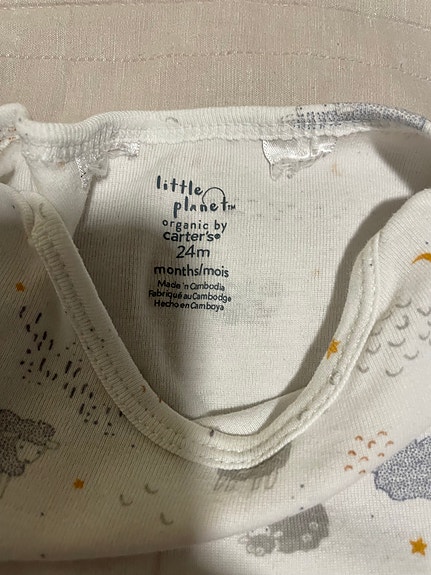 little
planet™
organic by
carter's®
24m
months/mois
Made in Cambodia
Fabriqué au Cambodge
Hecho en Camboya